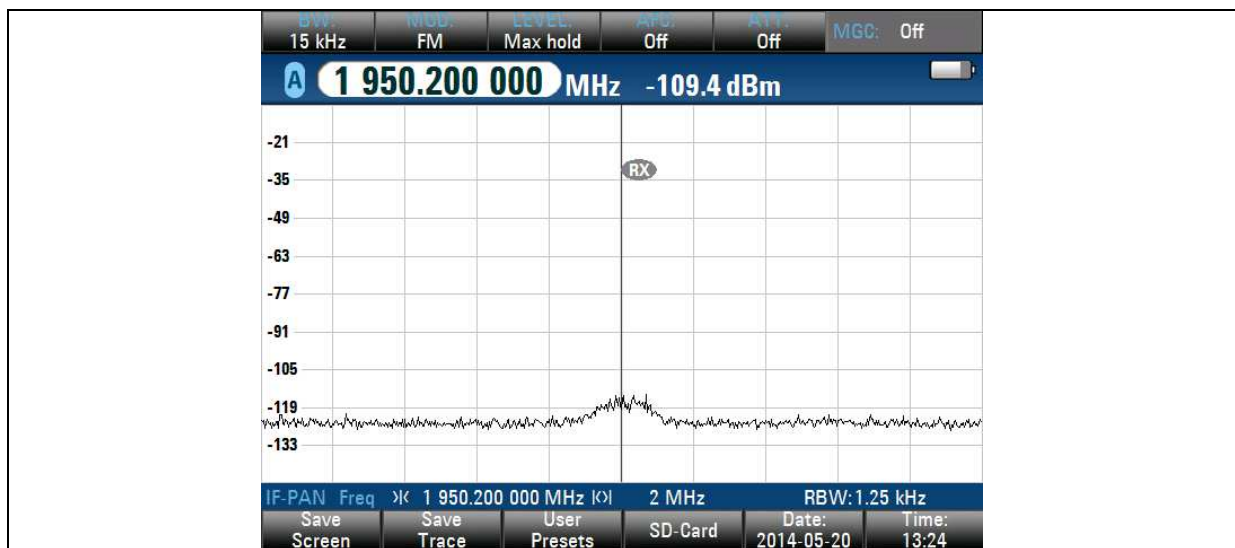 BW: MOD: LEVEL: AFC: ATT: MGC: Off
15 kHz FM Max hold Off Off
A 1 950.200 000 MHz -109.4 dBm
-21
RX
-35
-49
-63
-77
-91
-105
-119
-133
IF-PAN Freq 1 950.200 000 MHz 2 MHz RBW:1.25 kHz
Save Save User SD-Card Date: Time:
Screen Trace Presets 2014-05-20 13:24